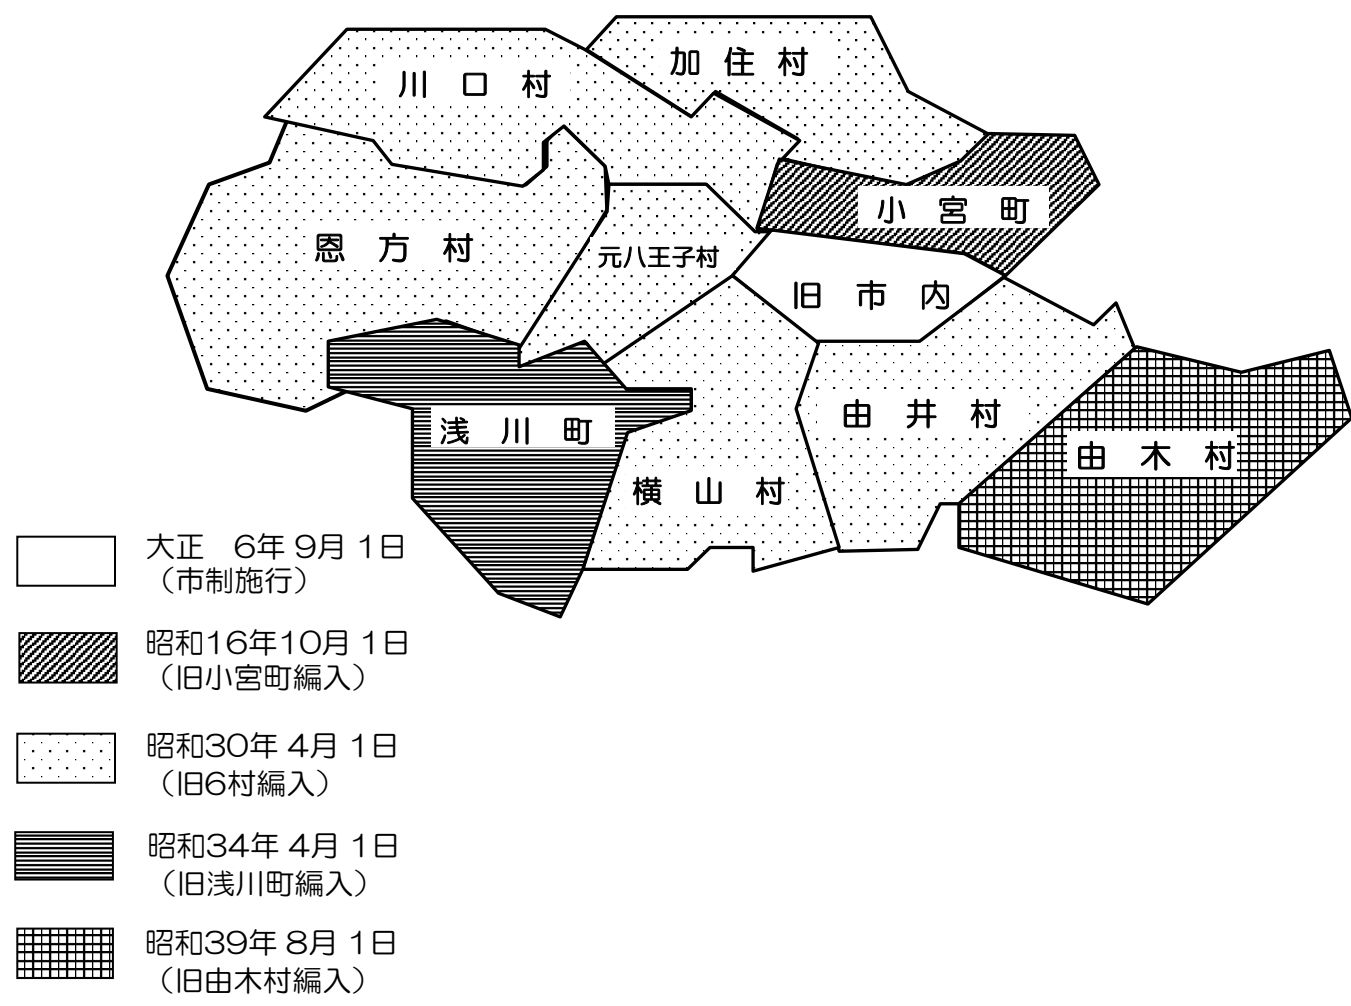 加住村
川口村
小宮町
恩方村
元八王子村
旧市内
由井村
浅川町
由木村
横山村
大正　6年 9月 1日
（市制施行）
昭和16年10月 1日
（旧小宮町編入）
昭和30年 4月 1日
（旧6村編入）
昭和34年 4月 1日
（旧浅川町編入）
昭和39年 8月 1日
（旧由木村編入）